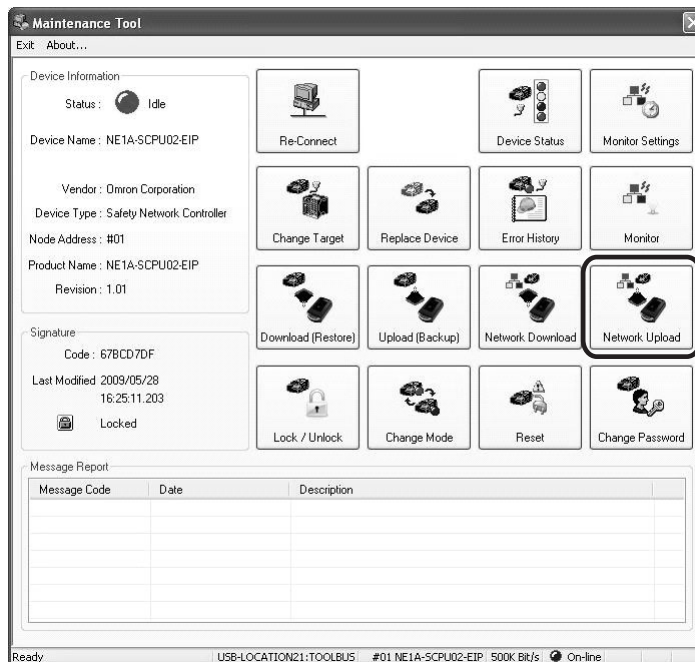 Maintenance Tool
Exit About...
Device Information
Status : Idle
Device Name : NE1A-SCPU02-EIP
Vendor : Omron Corporation
Device Type : Safety Network Controller
Node Address : #01
Product Name : NE1A-SCPU02-EIP
Revision : 1.01
Signature
Code : 67BCD7DF
Last Modified 2009/05/28
16:25:11.203
Locked
Re-Connect
Device Status
Monitor Settings
Change Target
Replace Device
Error History
Monitor
Download (Restore)
Upload (Backup)
Network Download
Network Upload
Lock / Unlock
Change Mode
Reset
Change Password
Message Report
Message Code Date Description
Ready USB-LOCATION21:TOOLBUS #01 NE1A-SCPU02-EIP 500K Bit/s On-line